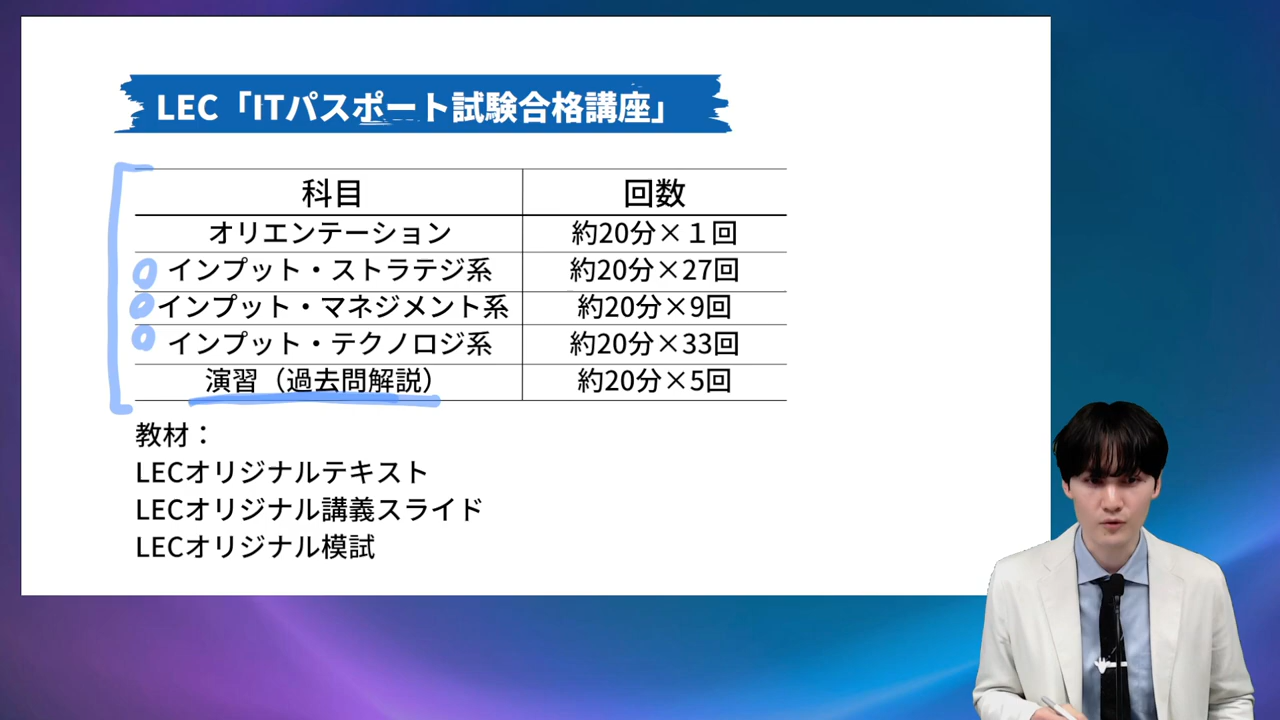 LEC「ITパスポート試験合格講座」
科目 回数
オリエンテーション 約20分×１回
インプット・ストラテジ系 約20分×27回
インプット・マネジメント系 約20分×9回
インプット・テクノロジ系 約20分×33回
演習（過去問解説） 約20分×5回
教材：
LECオリジナルテキスト
LECオリジナル講義スライド
LECオリジナル模試